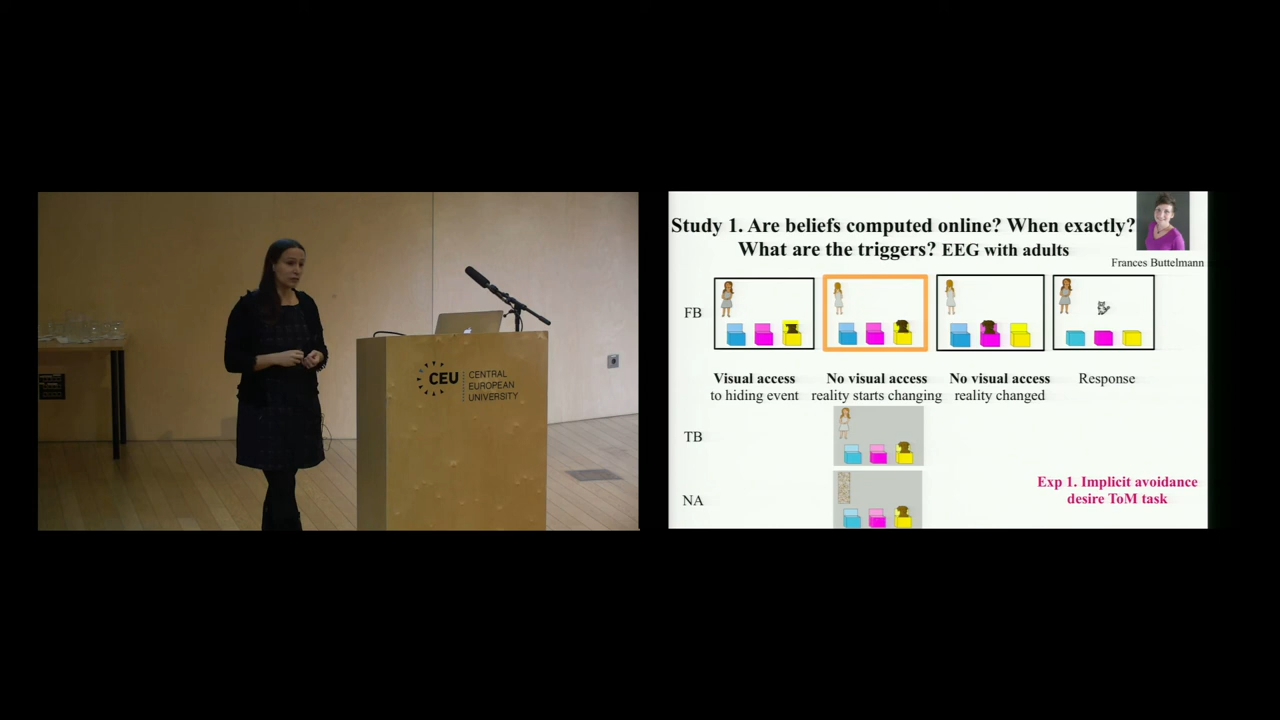 CEU
CENTRAL
EUROPEAN
UNIVERSITY
Study 1. Are beliefs computed online? When exactly?
What are the triggers? EEG with adults
Frances Buttelmann
FB
Visual access
to hiding event
No visual access
reality starts changing
No visual access
reality changed
Response
TB
NA
Exp 1. Implicit avoidance
desire ToM task